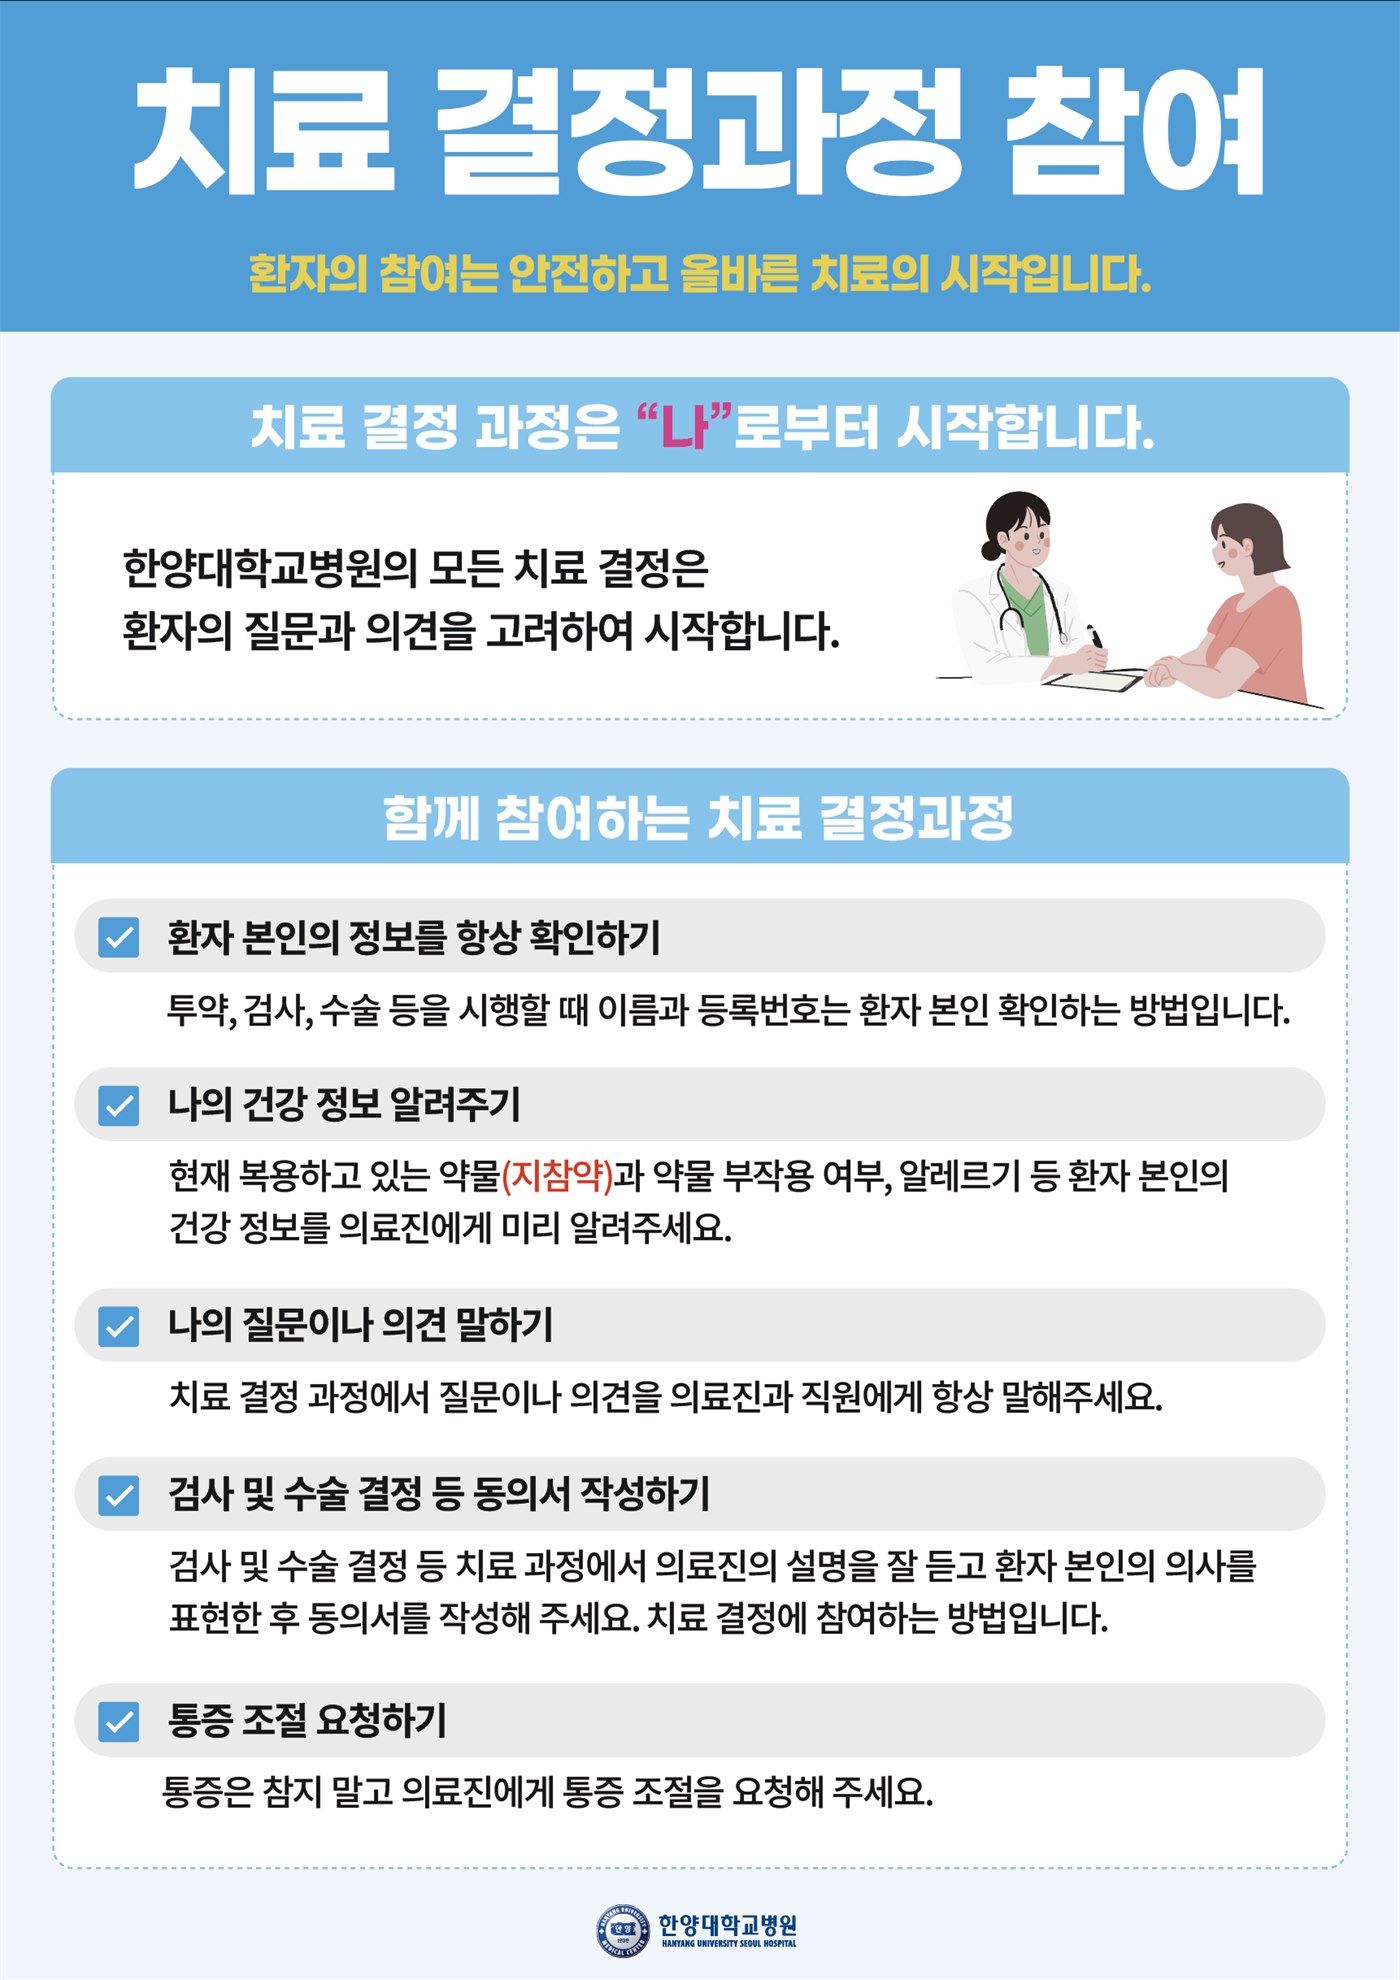 치료 결정과정 참여
환자의 참여는 안전하고 올바른 치료의 시작입니다.
치료 결정 과정은 “나”로부터 시작합니다.
한양대학교병원의 모든 치료 결정은
환자의 질문과 의견을 고려하여 시작합니다.
함께 참여하는 치료 결정과정
환자 본인의 정보를 항상 확인하기
투약, 검사, 수술 등을 시행할 때 이름과 등록번호는 환자 본인 확인하는 방법입니다.
나의 건강 정보 알려주기
현재 복용하고 있는 약물(지참약)과 약물 부작용 여부, 알레르기 등 환자 본인의
건강 정보를 의료진에게 미리 알려주세요.
나의 질문이나 의견 말하기
치료 결정 과정에서 질문이나 의견을 의료진과 직원에게 항상 말해주세요.
검사 및 수술 결정 등 동의서 작성하기
검사 및 수술 결정 등 치료 과정에서 의료진의 설명을 잘 듣고 환자 본인의 의사를
표현한 후 동의서를 작성해 주세요. 치료 결정에 참여하는 방법입니다.
통증 조절 요청하기
통증은 참지 말고 의료진에게 통증 조절을 요청해 주세요.
HANYANG UNIVERSITY
MEDICAL CENTER
한양대학교병원
HANYANG UNIVERSITY SEOUL HOSPITAL